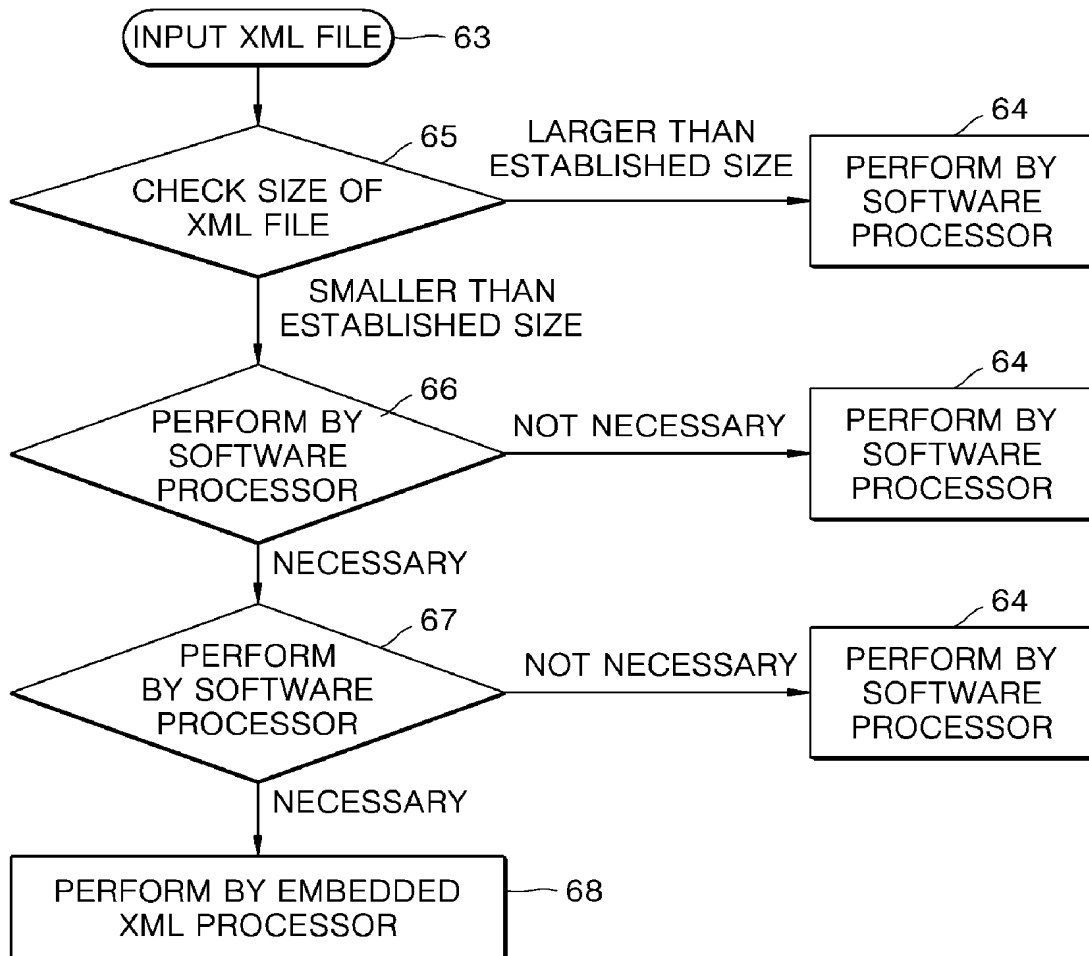 INPUT XML FILE
63
65
CHECK SIZE OF
XML FILE
LARGER THAN
ESTABLISHED SIZE
64
PERFORM BY
SOFTWARE
PROCESSOR
SMALLER THAN
ESTABLISHED SIZE
66
PERFORM BY
SOFTWARE
PROCESSOR
NOT NECESSARY
64
PERFORM BY
SOFTWARE
PROCESSOR
NECESSARY
67
PERFORM
BY SOFTWARE
PROCESSOR
NOT NECESSARY
64
PERFORM BY
SOFTWARE
PROCESSOR
NECESSARY
PERFORM BY EMBEDDED
XML PROCESSOR
68